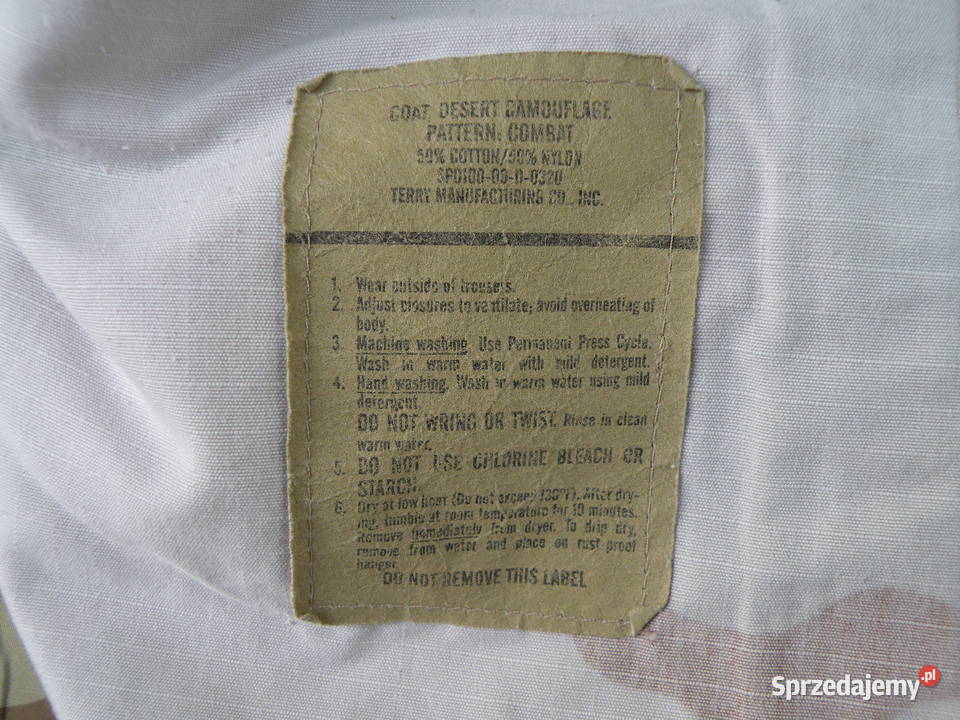 COAT, DESERT CAMOUFLAGE
PATTERN: COMBAT
50% COTTON/50% NYLON
SP0100-00-D-0320
TERRY MANUFACTURING CO., INC.
1. Wear outside of trousers.
2. Adjust closures to ventilate; avoid overheating of
body.
3. Machine washing. Use Permanent Press Cycle.
Wash in warm water with mild detergent.
4. Hand washing. Wash in warm water using mild
detergent.
DO NOT WRING OR TWIST. Rinse in clean
warm water.
5. DO NOT USE CHLORINE BLEACH OR
STARCH.
6. Dry at low heat (Do not exceed 130°F). After dry-
ing, tumble at room temperature for 10 minutes.
Remove immediately from dryer. To drip dry,
remove from water and place on rust proof
hanger.
DO NOT REMOVE THIS LABEL
Sprzedajemy.pl